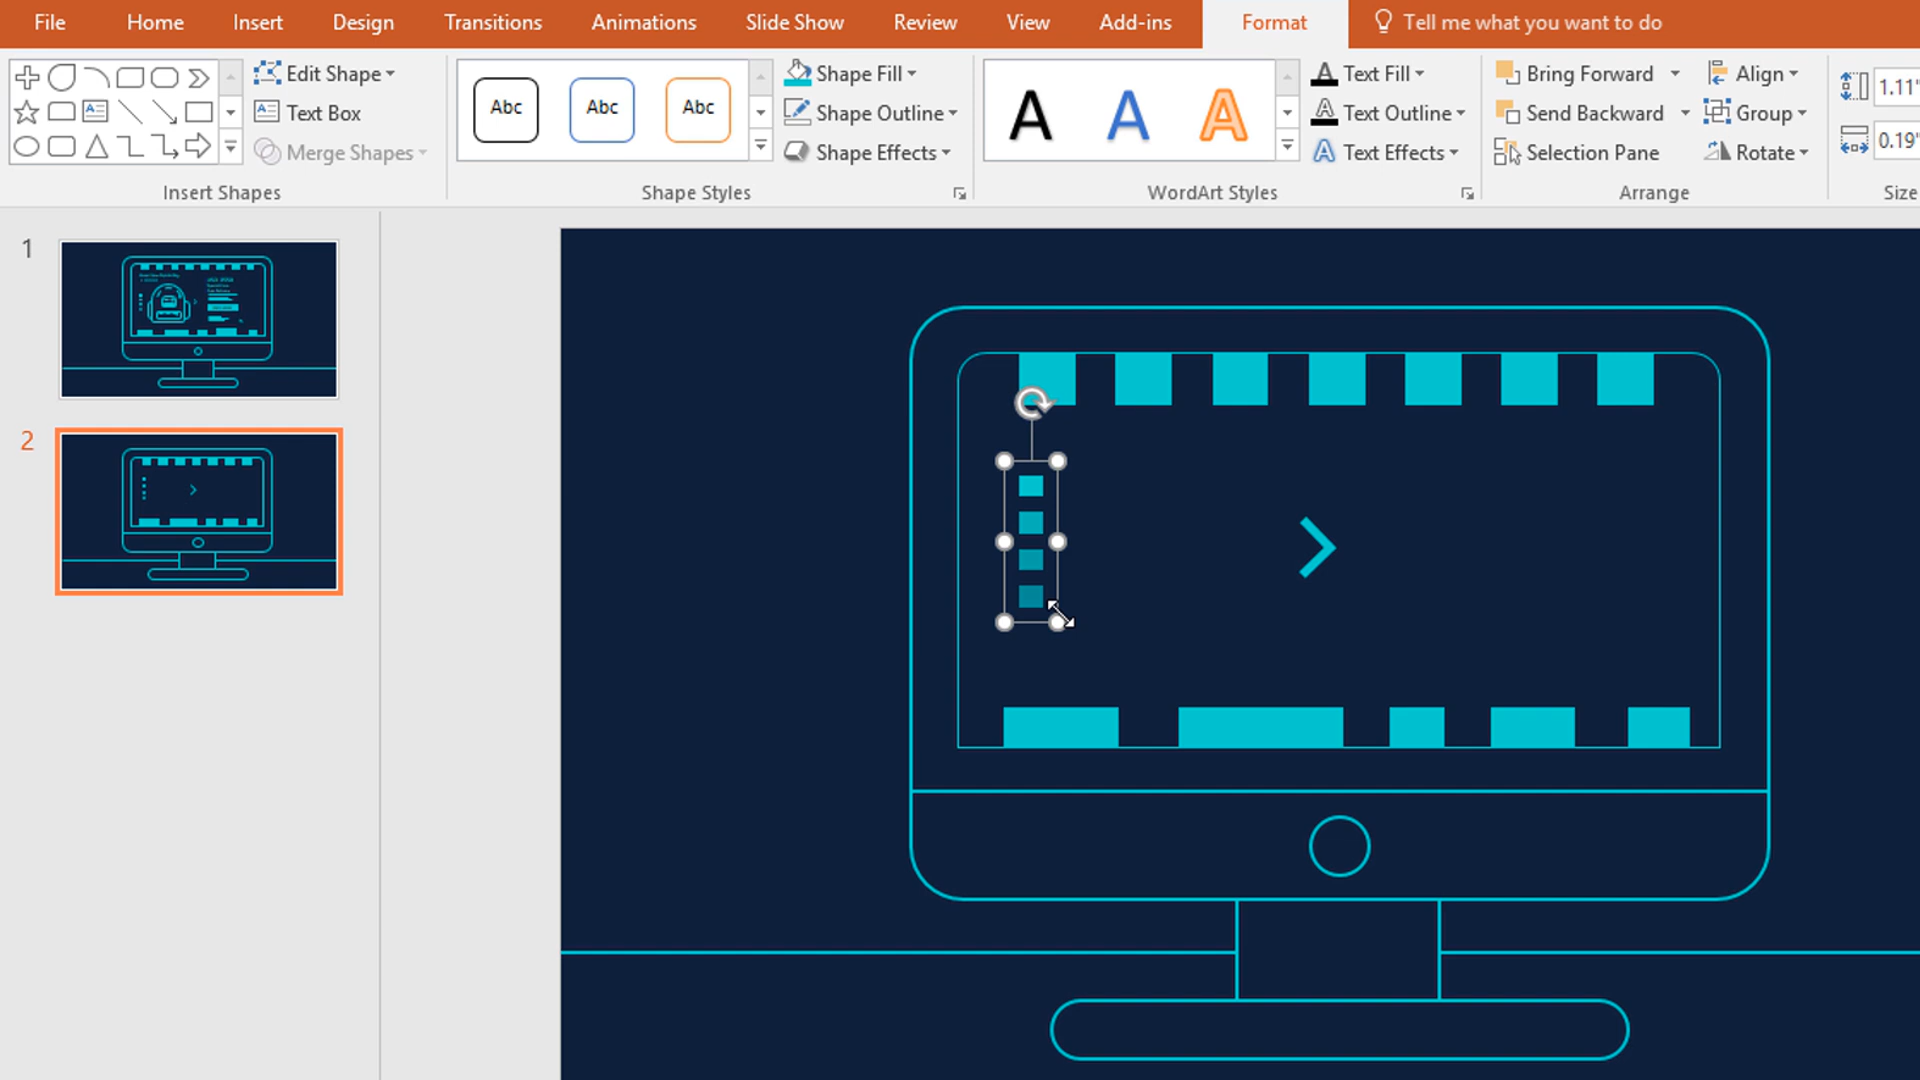 File Home Insert Design Transitions Animations Slide Show Review View Add-ins Format Tell me what you want to do
Edit Shape
Text Box
Merge Shapes
Insert Shapes
Abc Abc Abc
Shape Fill
Shape Outline
Shape Effects
Shape Styles
A A A
Text Fill
Text Outline
Text Effects
WordArt Styles
Bring Forward
Send Backward
Selection Pane
Align
Group
Rotate
Arrange
1.11"
0.19"
Size
1
2